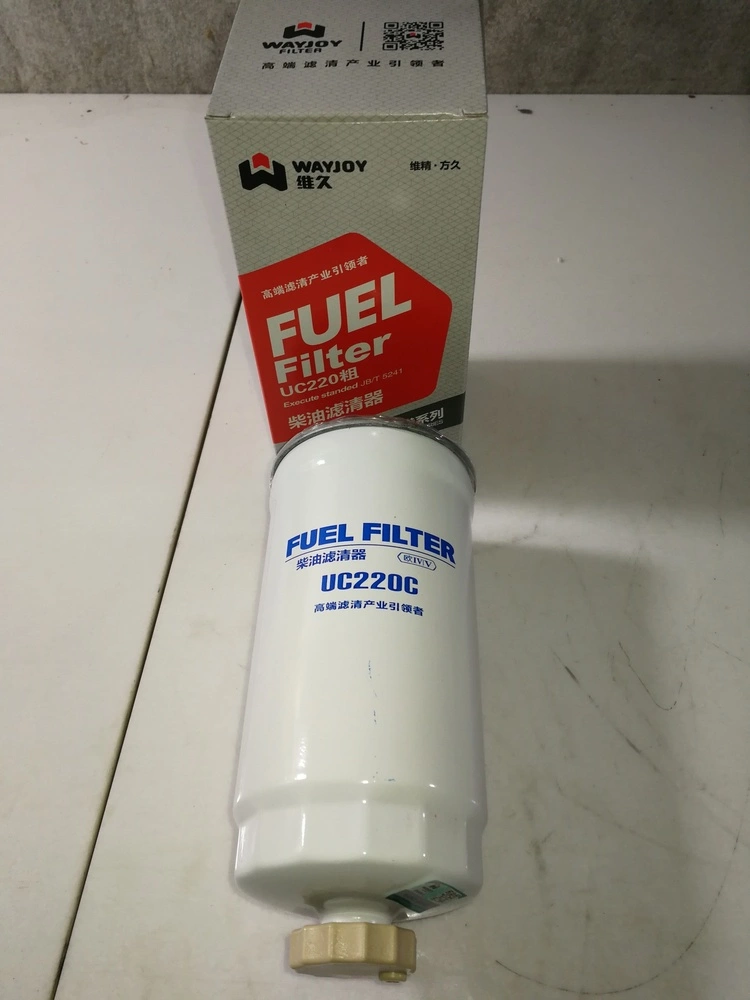 WAYJOY
FILTER
高端滤清产业引领者
WAYJOY
维久
维精·方久
高端滤清产业引领者
FUEL
Filter
UC220粗
Execute standed JB/T 5241
柴油滤清器
系列
FUEL FILTER
柴油滤清器
欧IV/V
UC220C
高端滤清产业引领者